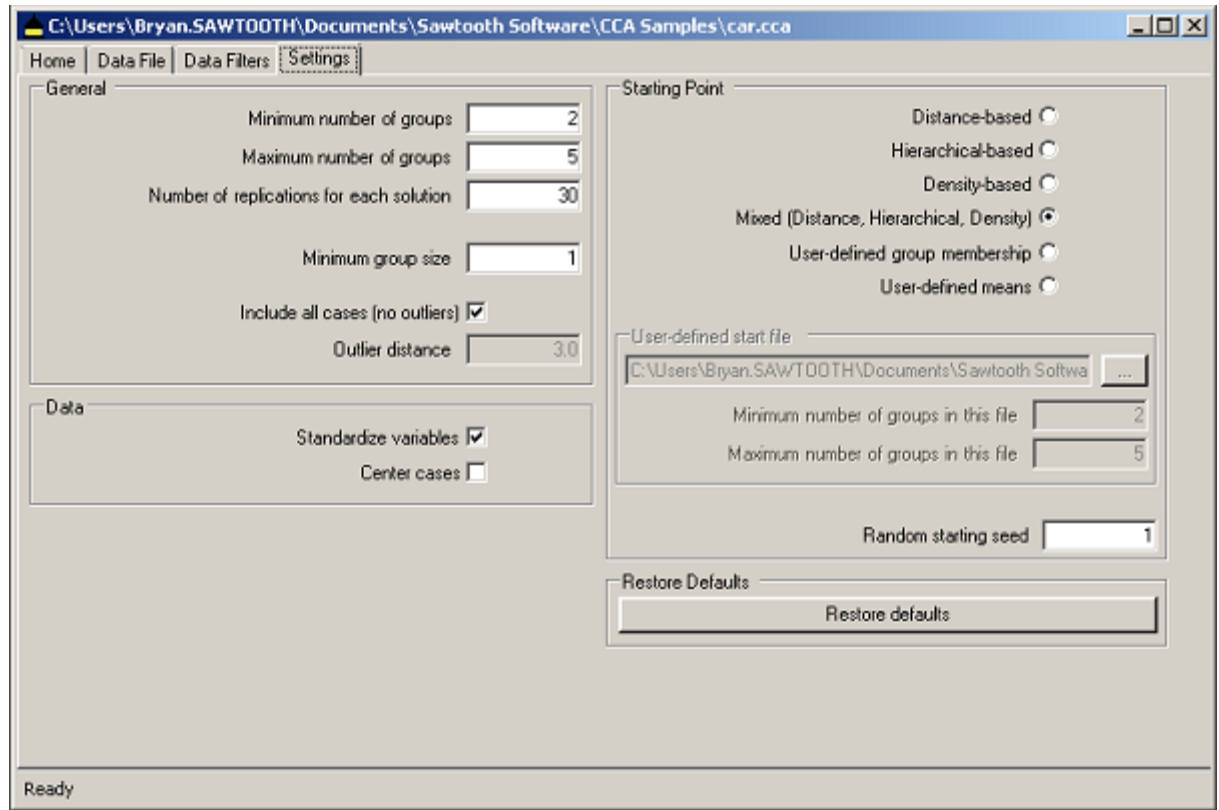 C:\Users\Bryan.SAWTOOTH\Documents\Sawtooth Software\CCA Samples\car.cca
Home
Data File
Data Filters
Settings
General
Minimum number of groups 2
Maximum number of groups 5
Number of replications for each solution 30
Minimum group size 1
Include all cases (no outliers)
Outlier distance 3.0
Data
Standardize variables
Center cases
Starting Point
Distance-based
Hierarchical-based
Density-based
Mixed (Distance, Hierarchical, Density)
User-defined group membership
User-defined means
User-defined start file
C:\Users\Bryan.SAWTOOTH\Documents\Sawtooth Softwa ...
Minimum number of groups in this file 2
Maximum number of groups in this file 5
Random starting seed 1
Restore Defaults
Restore defaults
Ready